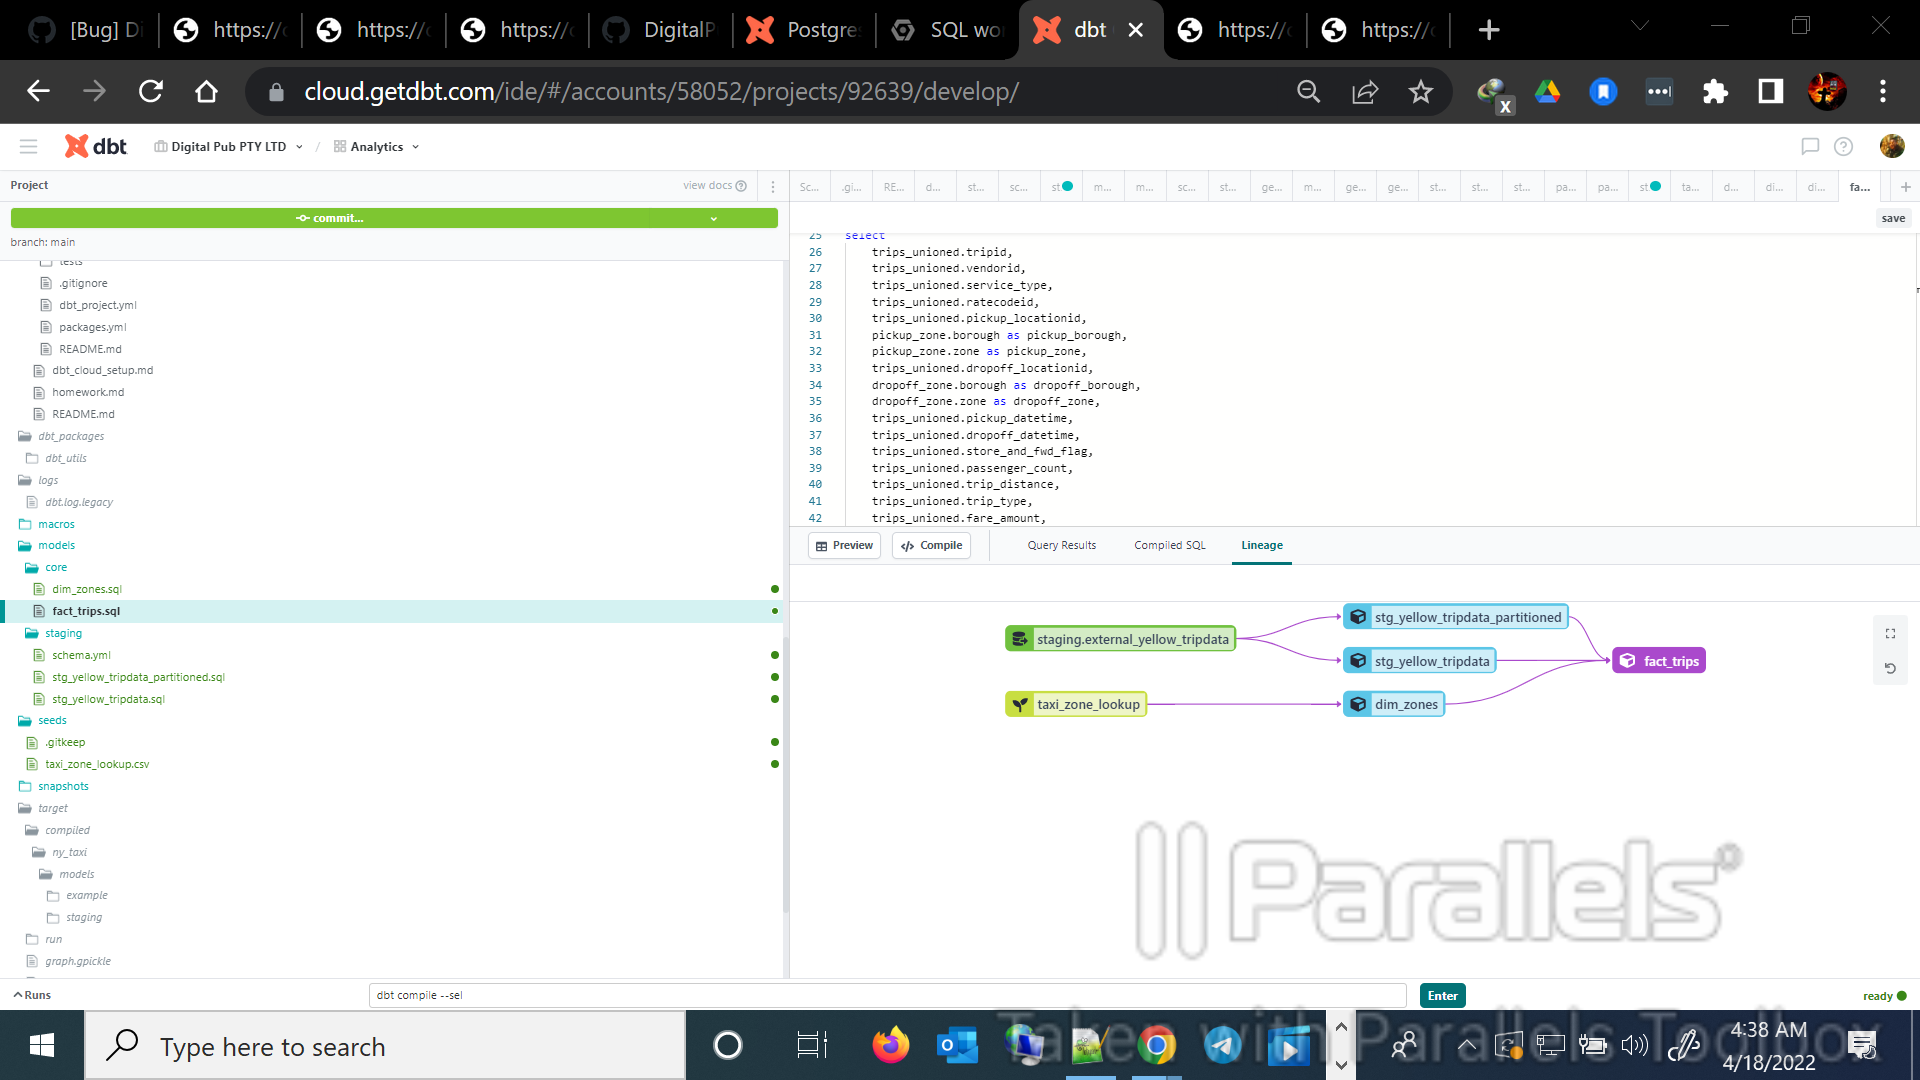 [Bug] Di
https://
https://
https://
DigitalP
Postgre
SQL wo
dbt
https://
https://
cloud.getdbt.com/ide/#/accounts/58052/projects/92639/develop/
x
dbt
Digital Pub PTY LTD
/
Analytics
Project
view docs
Sc...
.gi...
RE...
d...
st...
sc...
st
m...
m...
sc...
st...
ge...
m...
ge...
ge...
st...
st...
st...
pa...
pa...
st
ta...
d...
di...
di...
fa...
commit...
save
branch: main
tests
.gitignore
dbt_project.yml
packages.yml
README.md
dbt_cloud_setup.md
homework.md
README.md
dbt_packages
dbt_utils
logs
dbt.log.legacy
macros
models
core
dim_zones.sql
fact_trips.sql
staging
schema.yml
stg_yellow_tripdata_partitioned.sql
stg_yellow_tripdata.sql
seeds
.gitkeep
taxi_zone_lookup.csv
snapshots
target
compiled
ny_taxi
models
example
staging
run
graph.gpickle
25 select
26 trips_unioned.tripid,
27 trips_unioned.vendorid,
28 trips_unioned.service_type,
29 trips_unioned.ratecodeid,
30 trips_unioned.pickup_locationid,
31 pickup_zone.borough as pickup_borough,
32 pickup_zone.zone as pickup_zone,
33 trips_unioned.dropoff_locationid,
34 dropoff_zone.borough as dropoff_borough,
35 dropoff_zone.zone as dropoff_zone,
36 trips_unioned.pickup_datetime,
37 trips_unioned.dropoff_datetime,
38 trips_unioned.store_and_fwd_flag,
39 trips_unioned.passenger_count,
40 trips_unioned.trip_distance,
41 trips_unioned.trip_type,
42 trips_unioned.fare_amount,
Preview
Compile
Query Results
Compiled SQL
Lineage
staging.external_yellow_tripdata
stg_yellow_tripdata_partitioned
stg_yellow_tripdata
fact_trips
taxi_zone_lookup
dim_zones
Parallels®
Runs
dbt compile --sel
Enter
ready
Taken with Parallels Toolbox
Type here to search
4:38 AM
4/18/2022